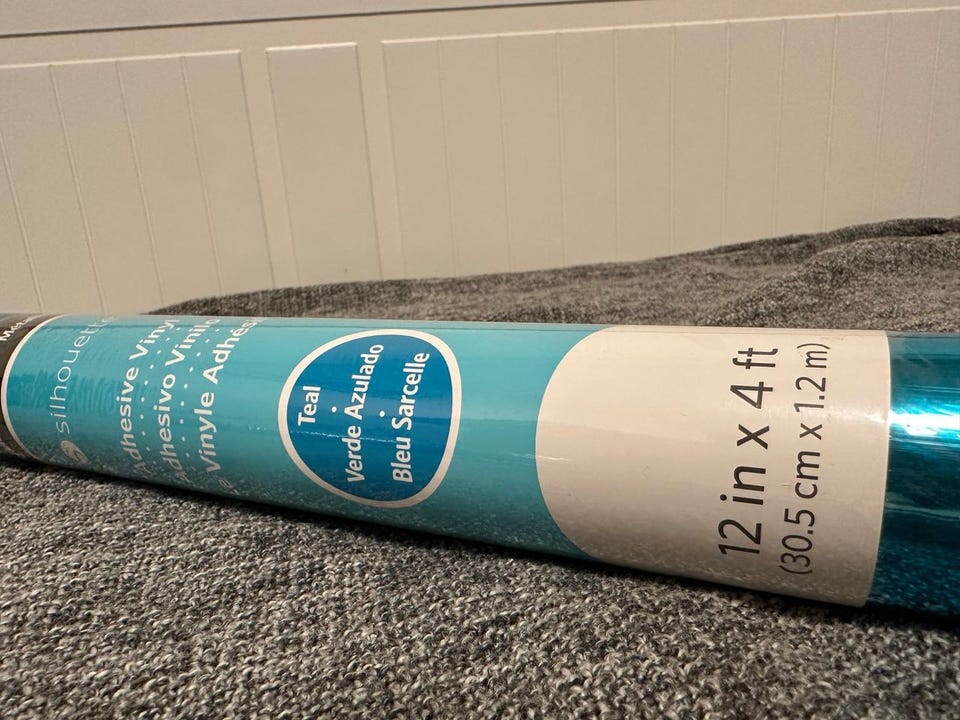 silhouette
Adhesive Vinyl
Adhesivo Vinilo
Vinyle
Teal
Verde Azulado
Bleu Sarcelle
12 in x 4 ft
(30.5 cm x 1.2 m)